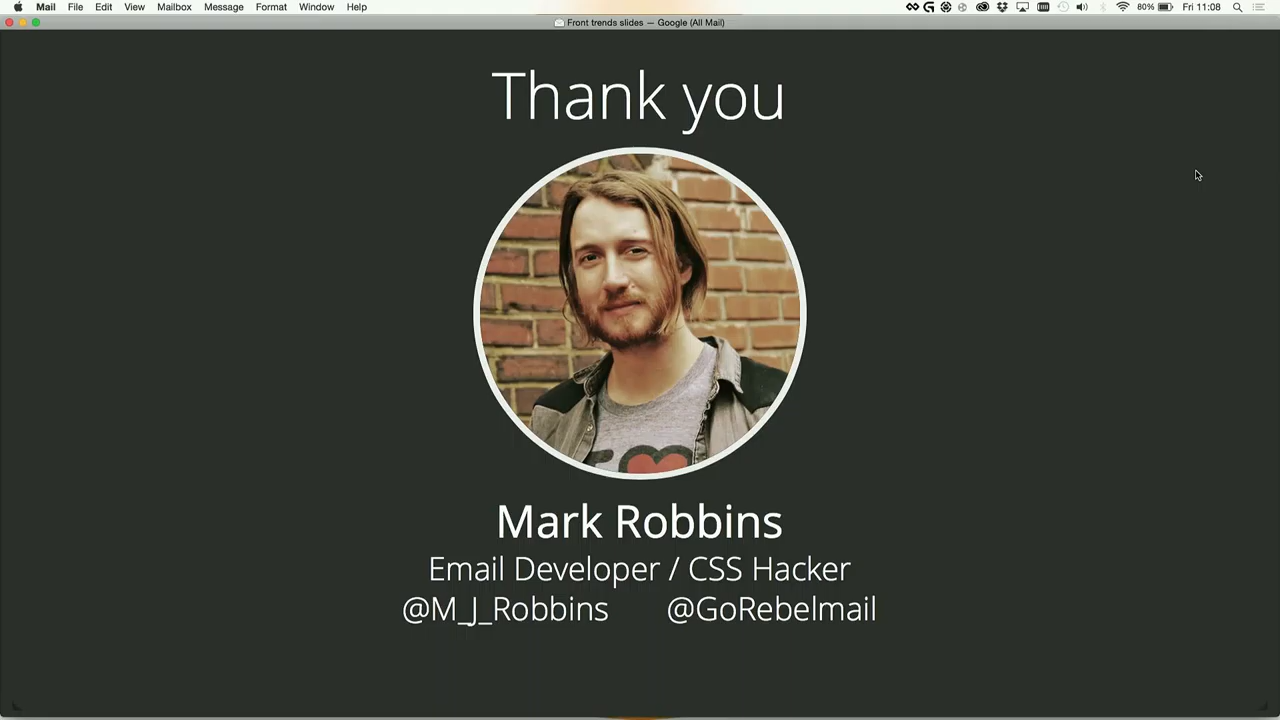 Mail File Edit View Mailbox Message Format Window Help 80% Fri 11:08
Front trends slides — Google (All Mail)
Thank you
Mark Robbins
Email Developer / CSS Hacker
@M_J_Robbins @GoRebelmail